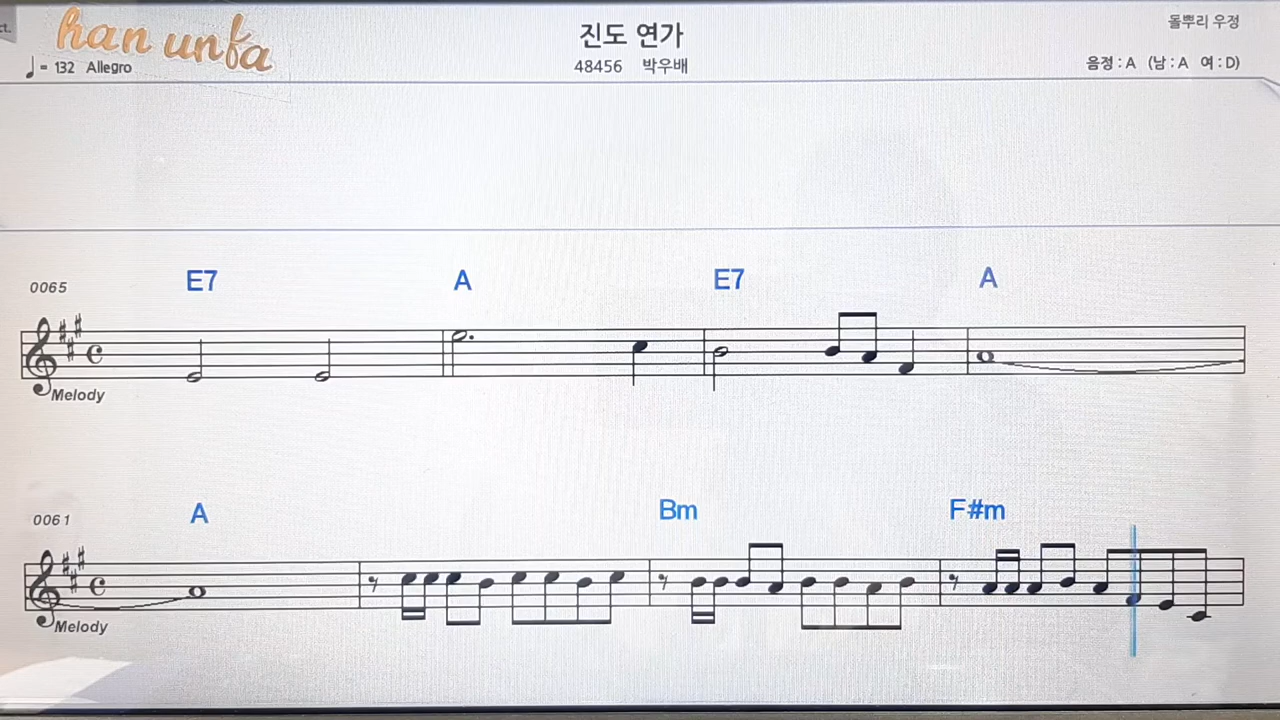 ct.
han unfa
진도 연가
돌뿌리 우정
♩= 132 Allegro
48456 박우배
음정 : A (남 : A 여 : D)
E7 A E7 A
0065
Melody
A Bm F#m
0061
Melody